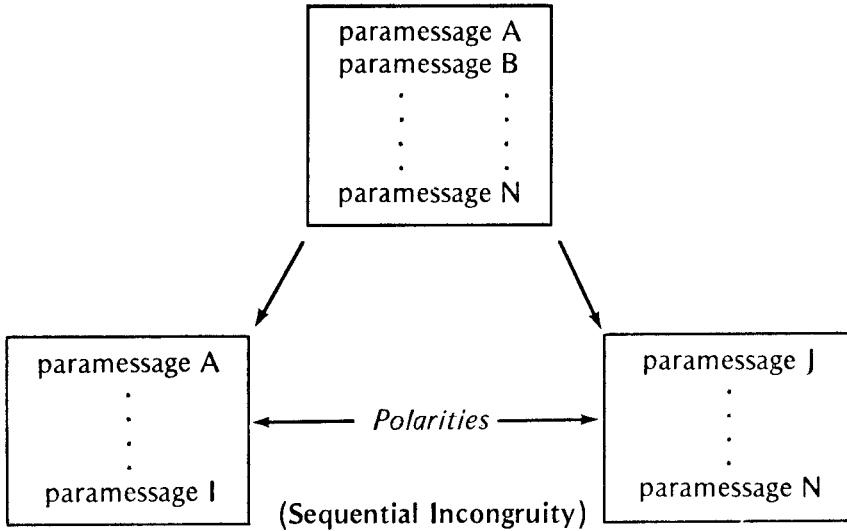 paramessage A
paramessage B
. .
. .
. .
. .
paramessage N
paramessage A
.
.
.
.
paramessage I
Polarities
paramessage J
.
.
.
.
paramessage N
(Sequential Incongruity)